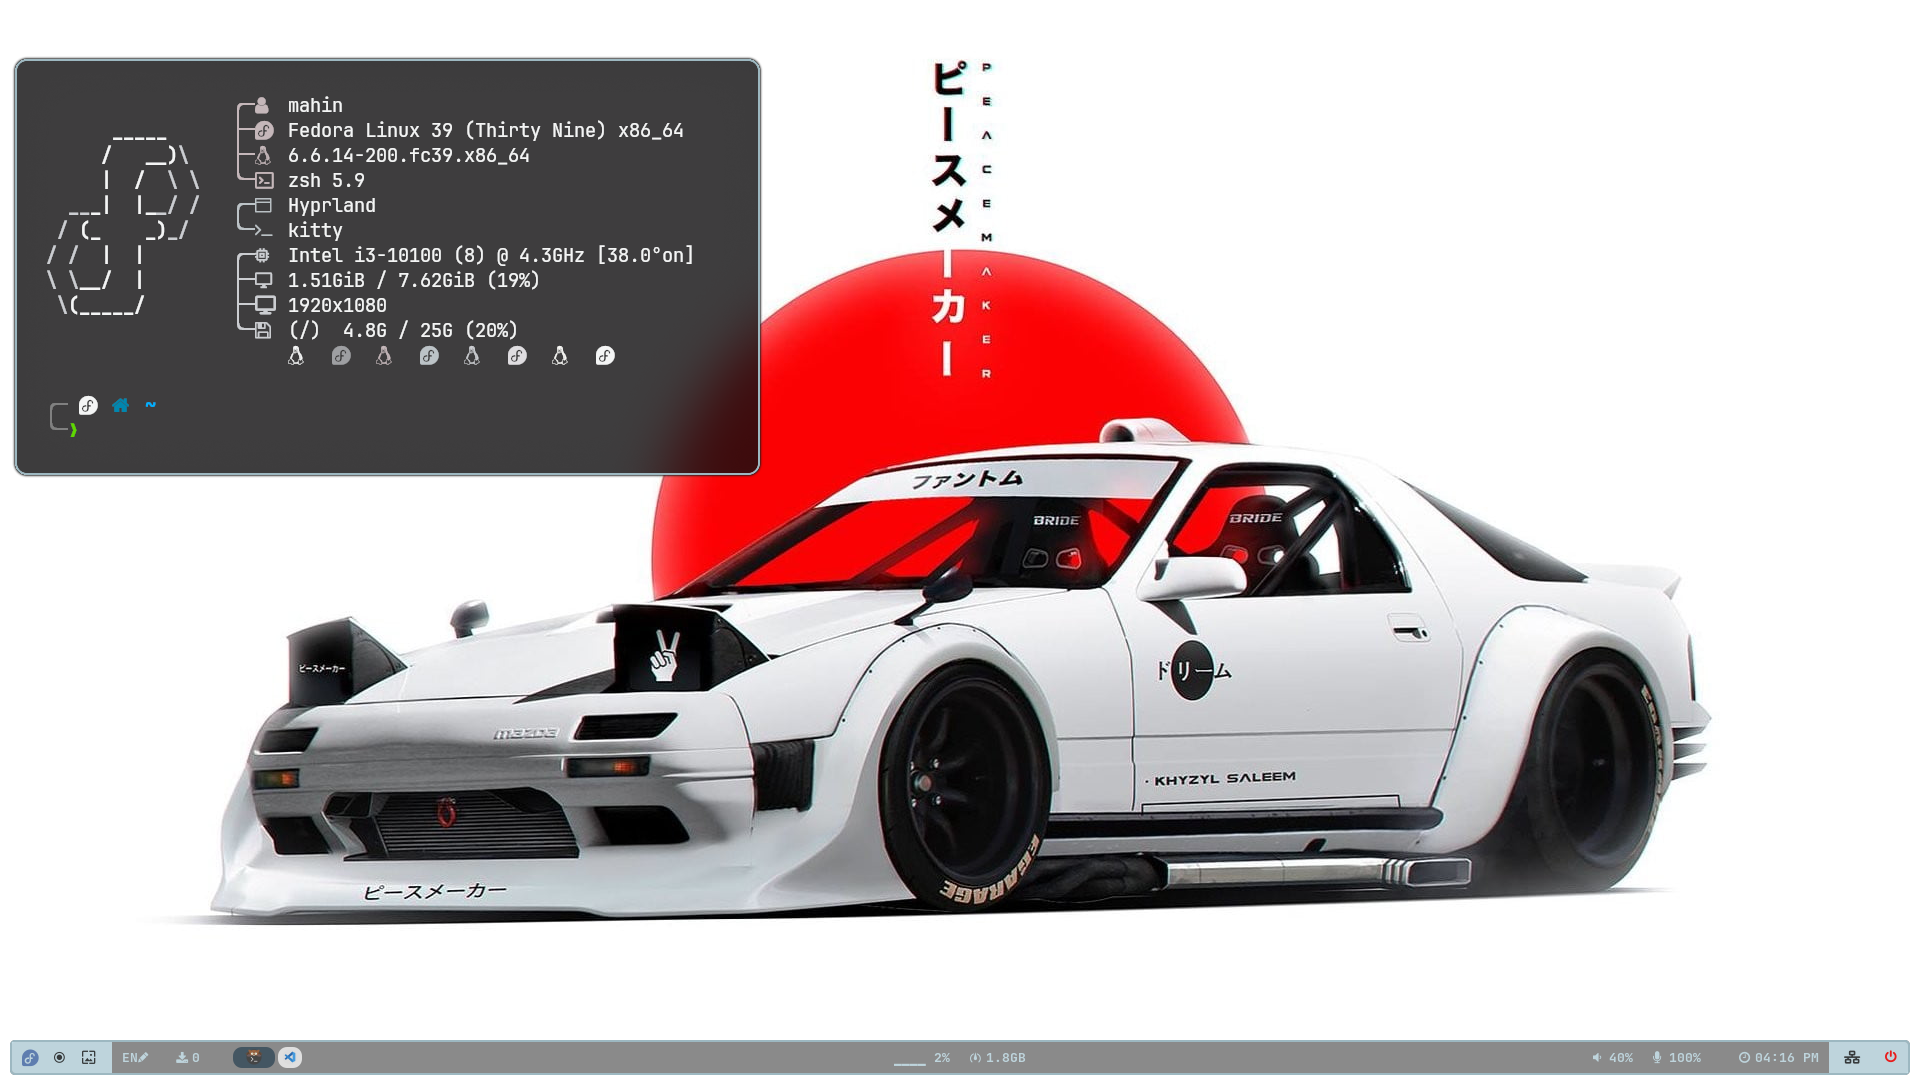 mahin
Fedora Linux 39 (Thirty Nine) x86_64
6.6.14-200.fc39.x86_64
zsh 5.9
Hyprland
kitty
Intel i3-10100 (8) @ 4.3GHz [38.0°on]
1.51GiB / 7.62GiB (19%)
1920x1080
(/)  4.8G / 25G (20%)
~
❱
ピースメーカー
PEACEMAKER
ファントム
BRIDE
BRIDE
ピースメーカー
mazda
ドリーム
• KHYZYL SALEEM
ピースメーカー
EGARAGE
EN
0
2%
1.8GB
40%
100%
04:16 PM